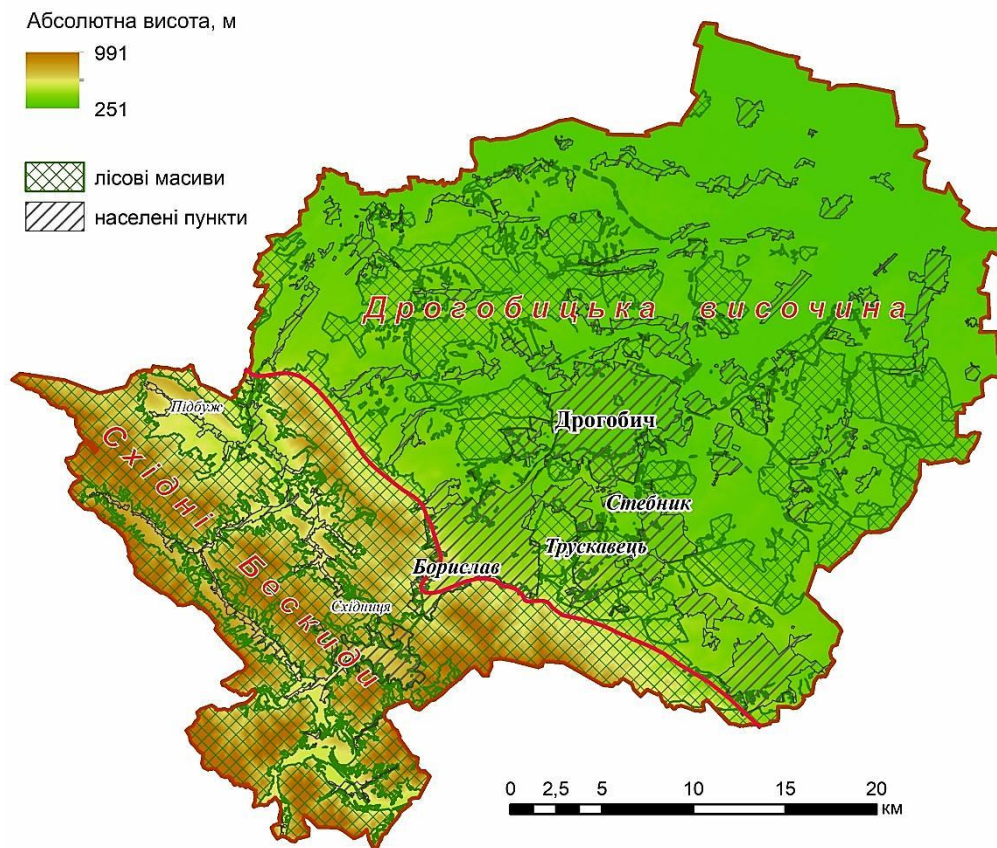 Абсолютна висота, м
991
251
лісові масиви
населені пункти
Дрогобицька височина
Підбуж
Дрогобич
Східні
Стебник
Трускавець
Борислав
Бескиди
Східниця
0 2,5 5 10 15 20
км